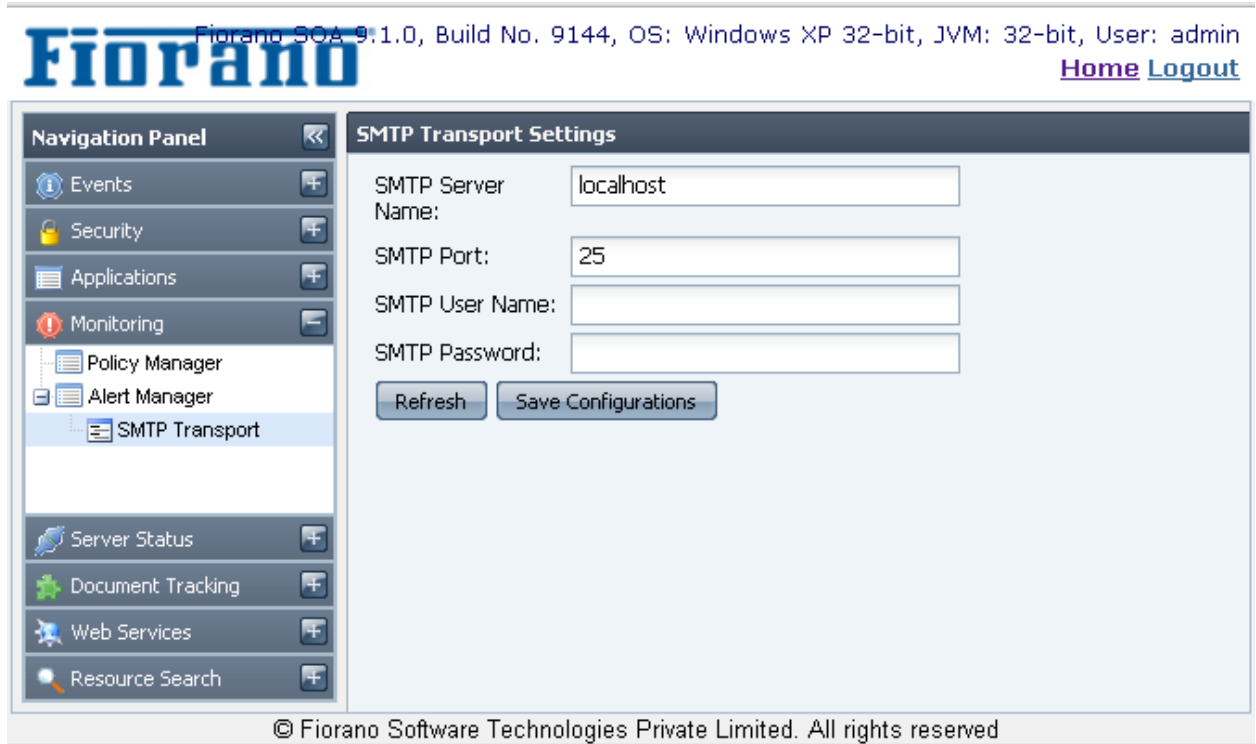 Fiorano
Fiorano SOA 9.1.0, Build No. 9144, OS: Windows XP 32-bit, JVM: 32-bit, User: admin
Home Logout
Navigation Panel
Events
Security
Applications
Monitoring
Policy Manager
Alert Manager
SMTP Transport
Server Status
Document Tracking
Web Services
Resource Search
SMTP Transport Settings
SMTP Server
Name:
localhost
SMTP Port:
25
SMTP User Name:
SMTP Password:
Refresh Save Configurations
© Fiorano Software Technologies Private Limited. All rights reserved